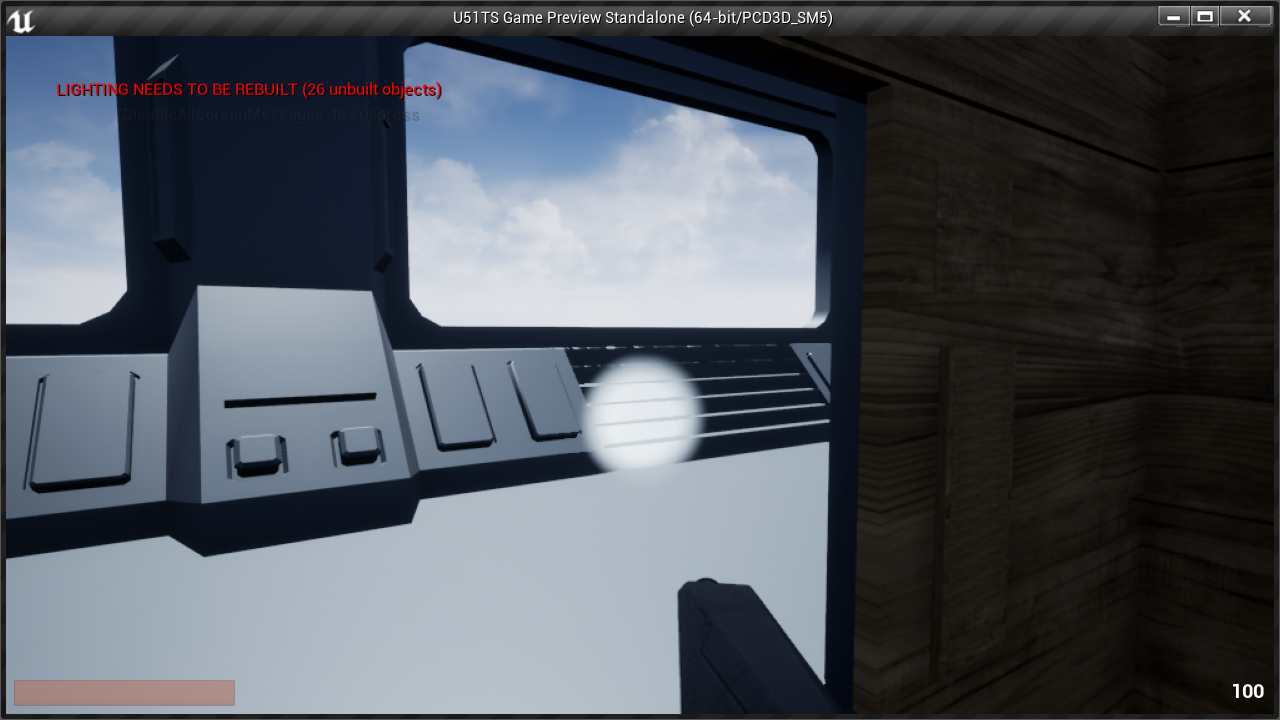 U51TS Game Preview Standalone (64-bit/PCD3D_SM5)
LIGHTING NEEDS TO BE REBUILT (26 unbuilt objects)
'DisableAllScreenMessages' to suppress
100